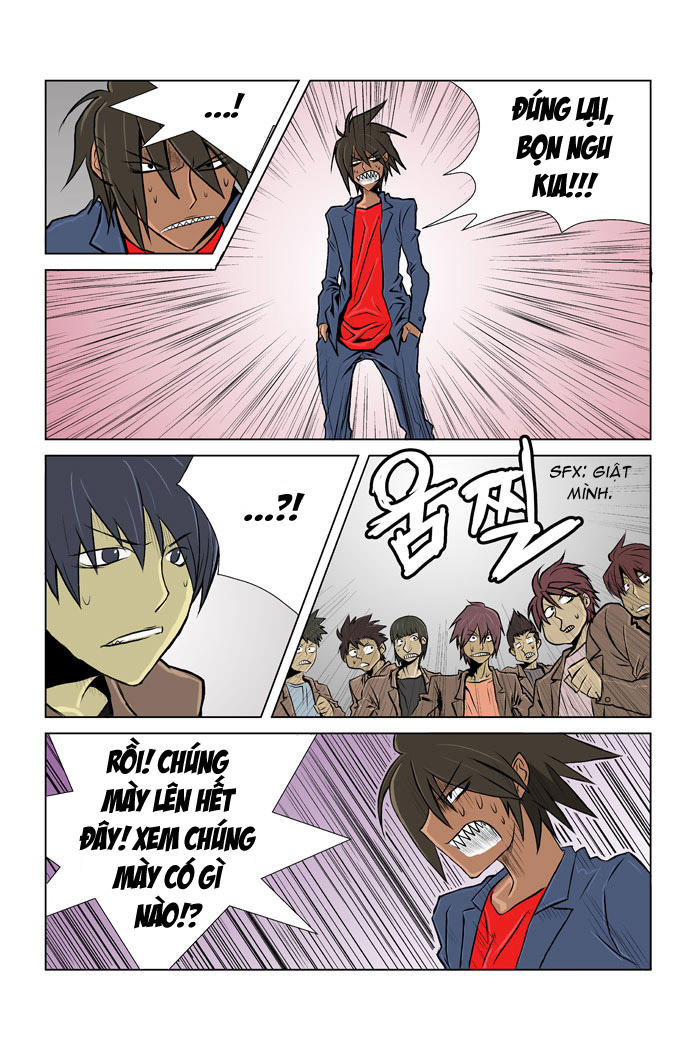 ...!
ĐỨNG LẠI,
BỌN NGU
KIA!!!
...?!
움찔
SFX: GIẬT
MÌNH.
RỒI! CHÚNG
MÀY LÊN HẾT
ĐÂY! XEM CHÚNG
MÀY CÓ GÌ
NÀO!?